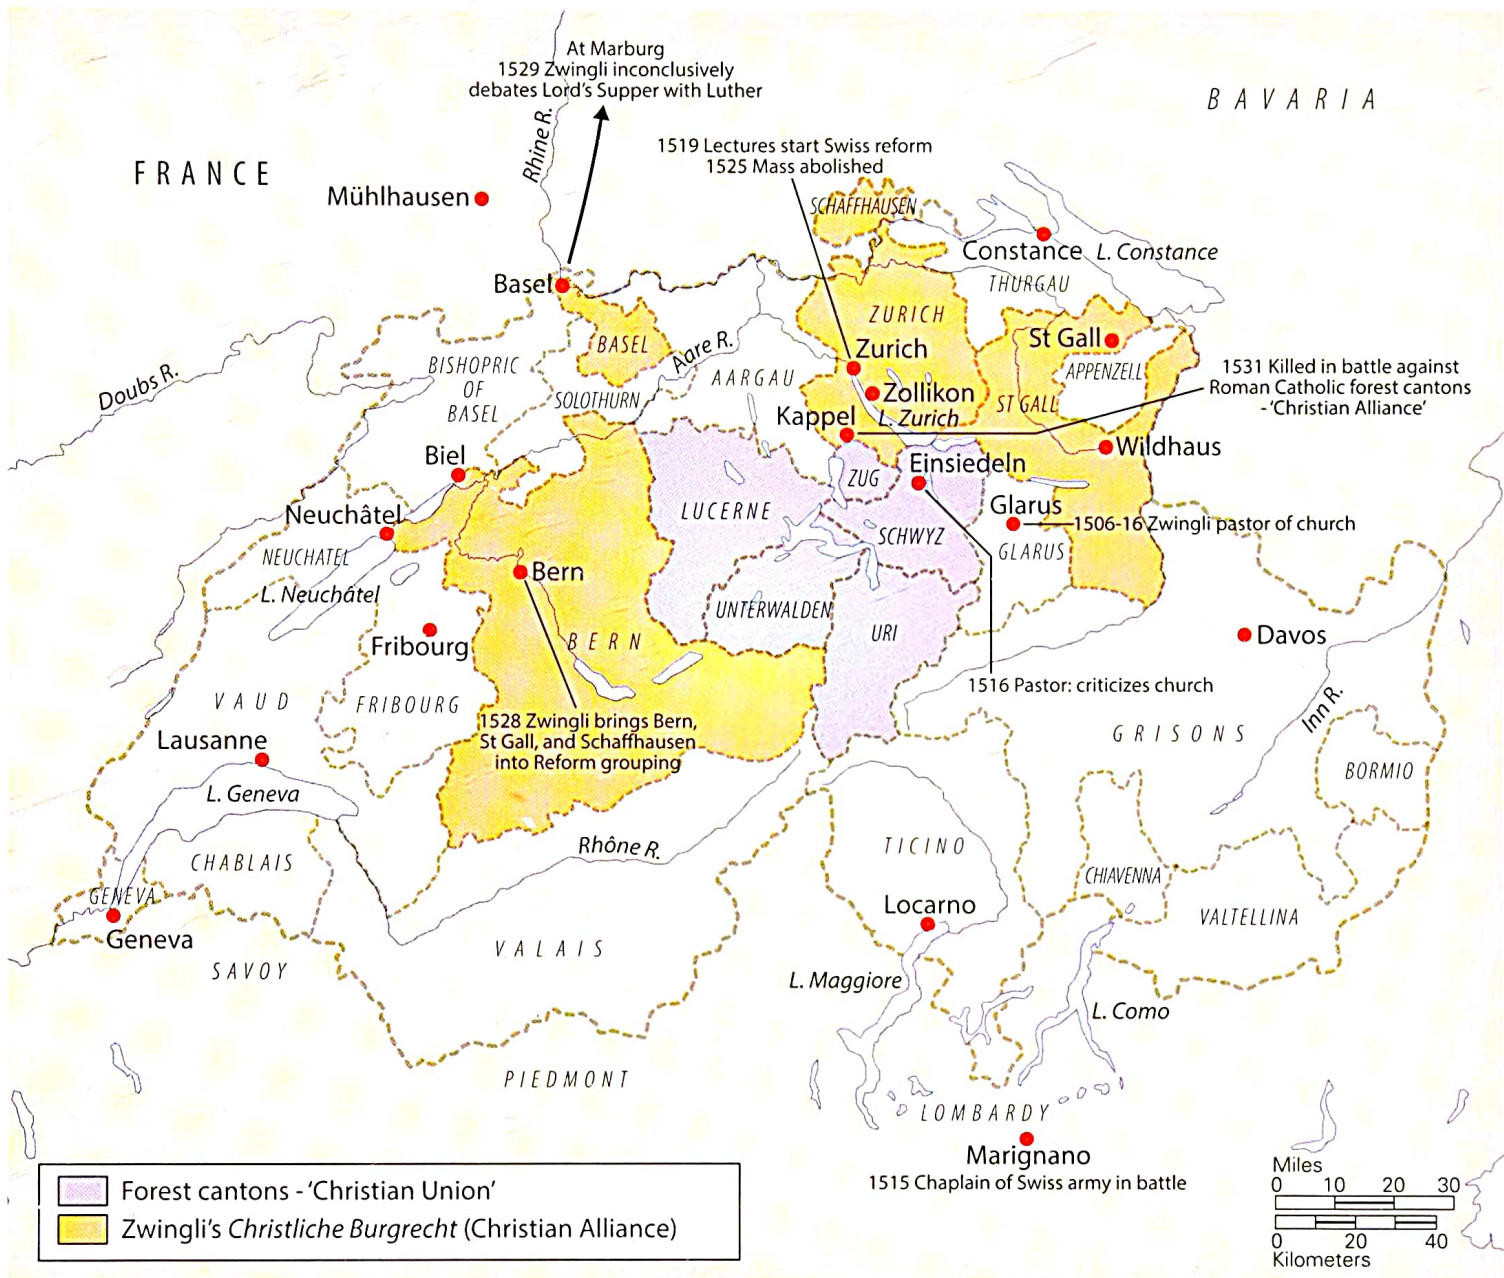 At Marburg
1529 Zwingli inconclusively
debates Lord's Supper with Luther
BAVARIA
Rhine R.
1519 Lectures start Swiss reform
1525 Mass abolished
FRANCE
Mühlhausen
SCHAFFHAUSEN
Constance
L. Constance
THURGAU
Basel
ZURICH
BASEL
Aare R.
St Gall
Zurich
BISHOPRIC
OF
BASEL
AARGAU
APPENZELL
1531 Killed in battle against
Roman Catholic forest cantons
-'Christian Alliance'
Doubs R.
SOLOTHURN
Zollikon
ST GALL
Kappel
L. Zurich
Wildhaus
Biel
Einsiedeln
ZUG
LUCERNE
Glarus
1506-16 Zwingli pastor of church
Neuchâtel
SCHWYZ
GLARUS
NEUCHATEL
Bern
L. Neuchâtel
UNTERWALDEN
URI
BERN
Fribourg
Davos
1516 Pastor: criticizes church
VAUD
FRIBOURG
Inn R.
1528 Zwingli brings Bern,
St Gall, and Schaffhausen
into Reform grouping
GRISONS
Lausanne
BORMIO
L. Geneva
Rhône R.
TICINO
CHABLAIS
CHIAVENNA
GENEVA
Locarno
VALTELLINA
Geneva
VALAIS
SAVOY
L. Maggiore
L. Como
PIEDMONT
LOMBARDY
Marignano
1515 Chaplain of Swiss army in battle
Forest cantons - 'Christian Union'
Zwingli's Christliche Burgrecht (Christian Alliance)
Miles
0 10 20 30
0 20 40
Kilometers